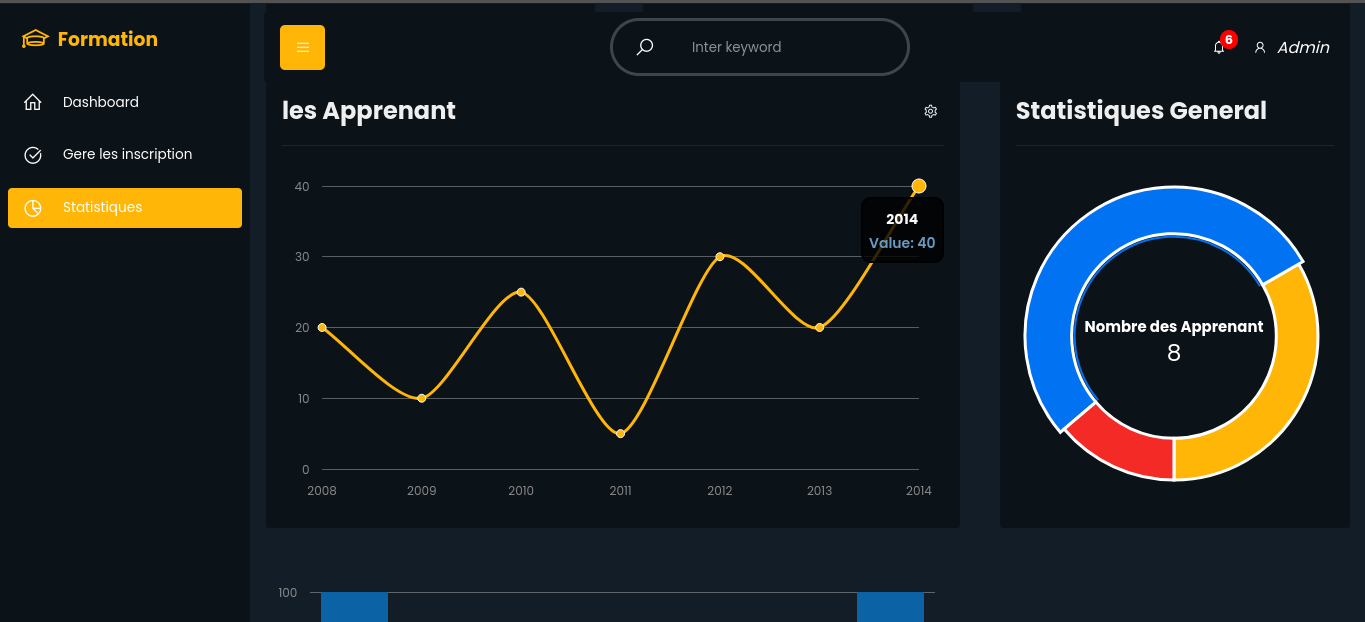 Formation
Dashboard
Gere les inscription
Statistiques
Inter keyword
6
Admin
les Apprenant
40
30
20
10
0
2008 2009 2010 2011 2012 2013 2014
2014
Value: 40
Statistiques General
Nombre des Apprenant
8
100